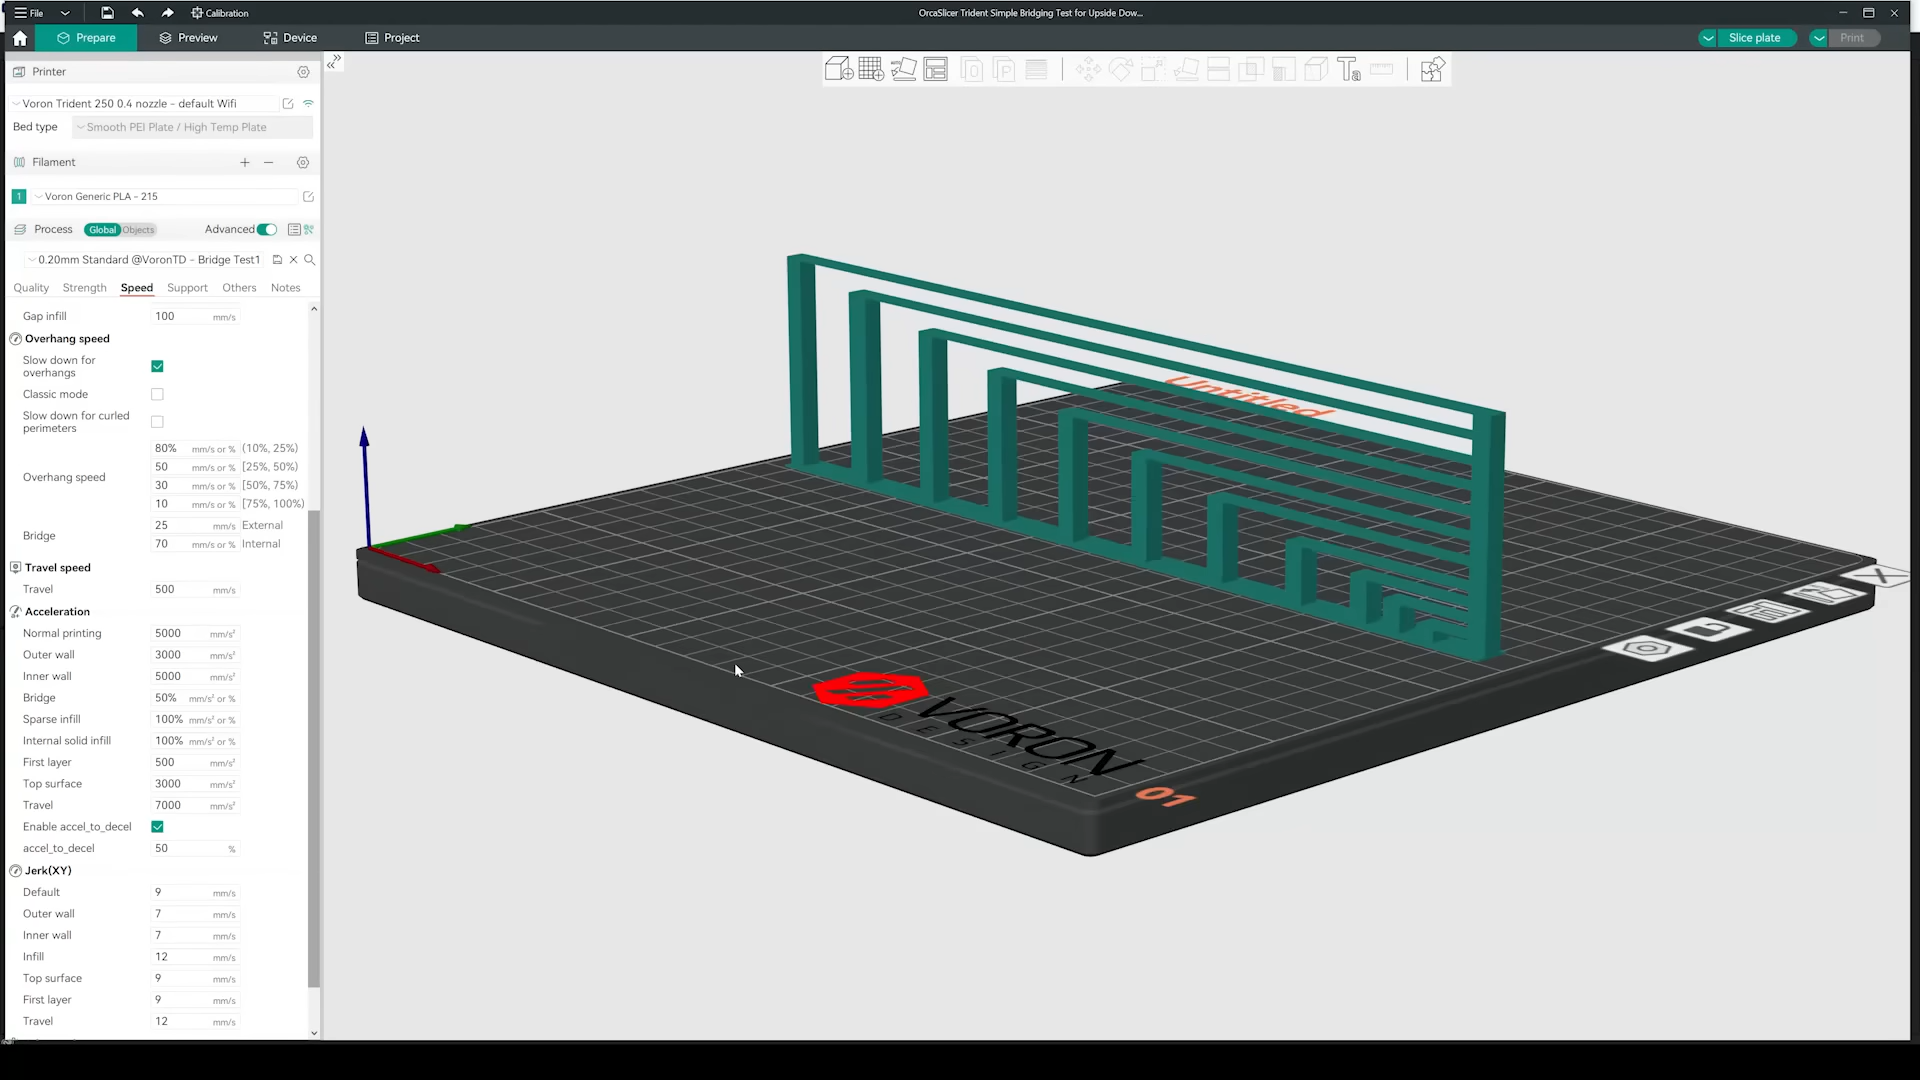 File
Calibration
OrcaSlicer Trident Simple Bridging Test for Upside Dow...
Prepare
Preview
Device
Project
Slice plate
Print
Printer
Voron Trident 250 0.4 nozzle - default Wifi
Bed type
Smooth PEI Plate / High Temp Plate
Filament
1 Voron Generic PLA - 215
Process Global Objects Advanced
0.20mm Standard @VoronTD - Bridge Test1
Quality Strength Speed Support Others Notes
Gap infill 100 mm/s
Overhang speed
Slow down for
overhangs
Classic mode
Slow down for curled
perimeters
80% mm/s or % (10%, 25%)
50 mm/s or % [25%, 50%)
Overhang speed
30 mm/s or % [50%, 75%)
10 mm/s or % [75%, 100%)
25 mm/s External
Bridge
70 mm/s or % Internal
Travel speed
Travel 500 mm/s
Acceleration
Normal printing 5000 mm/s²
Outer wall 3000 mm/s²
Inner wall 5000 mm/s²
Bridge 50% mm/s² or %
Sparse infill 100% mm/s² or %
Internal solid infill 100% mm/s² or %
First layer 500 mm/s²
Top surface 3000 mm/s²
Travel 7000 mm/s²
Enable accel_to_decel
accel_to_decel 50 %
Jerk(XY)
Default 9 mm/s
Outer wall 7 mm/s
Inner wall 7 mm/s
Infill 12 mm/s
Top surface 9 mm/s
First layer 9 mm/s
Travel 12 mm/s
Untitled
VORON
DESIGN
01